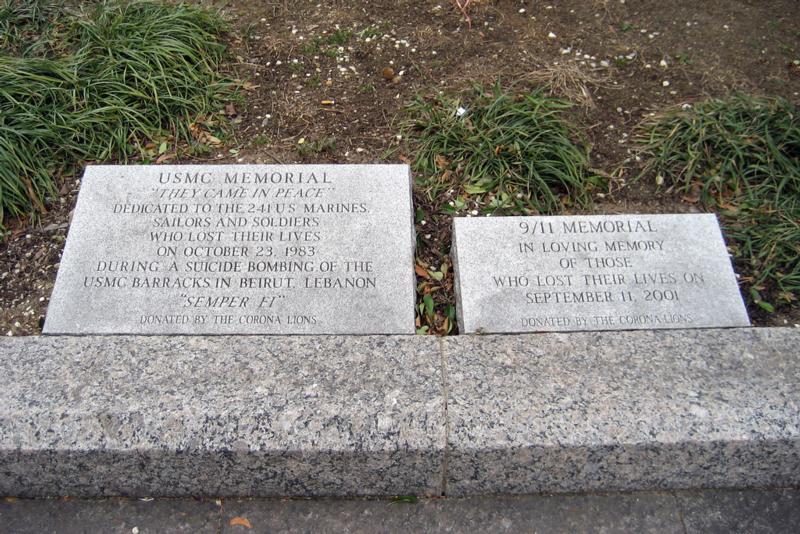 USMC MEMORIAL
"THEY CAME IN PEACE"
DEDICATED TO THE 241 U.S. MARINES,
SAILORS AND SOLDIERS
WHO LOST THEIR LIVES
ON OCTOBER 23, 1983
DURING A SUICIDE BOMBING OF THE
USMC BARRACKS IN BEIRUT, LEBANON
"SEMPER FI"
DONATED BY THE CORONA LIONS
9/11 MEMORIAL
IN LOVING MEMORY
OF THOSE
WHO LOST THEIR LIVES ON
SEPTEMBER 11, 2001
DONATED BY THE CORONA LIONS